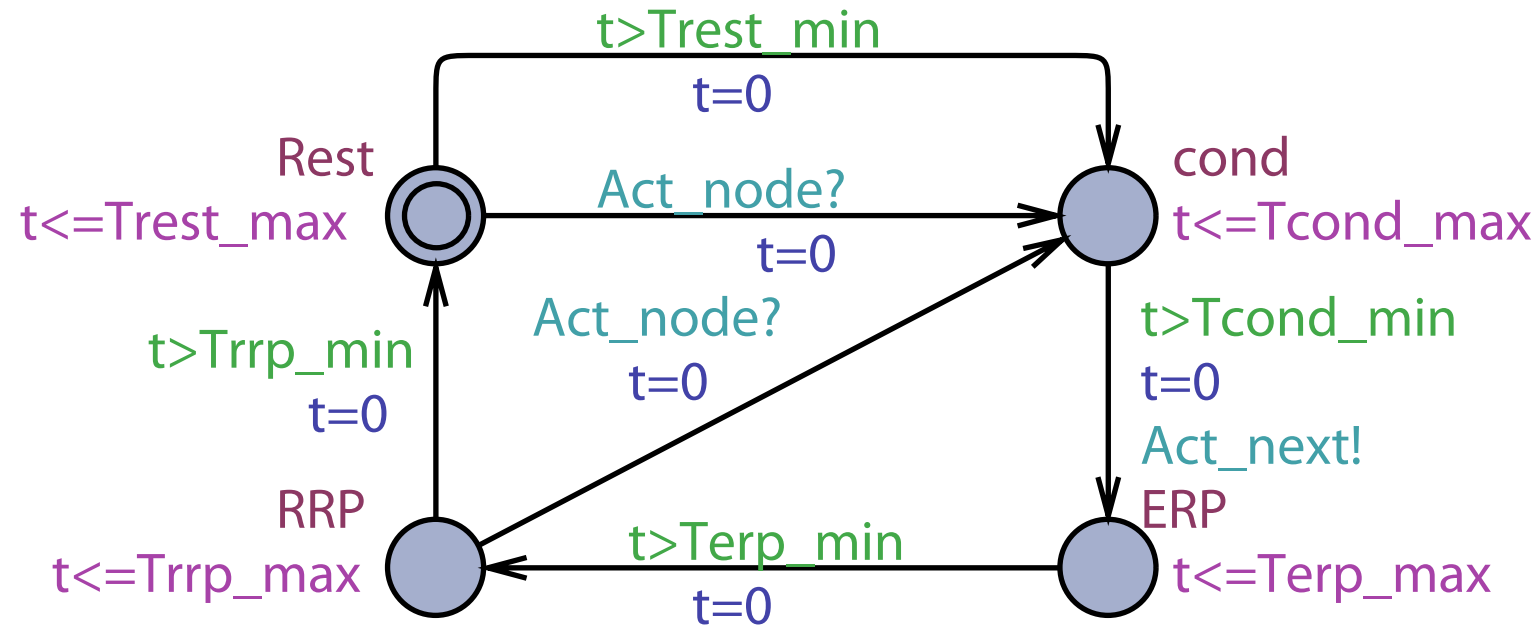 t>Trest_min
t=0
Rest
t<=Trest_max
Act_node?
t=0
cond
t<=Tcond_max
t>Trrp_min
t=0
Act_node?
t=0
t>Tcond_min
t=0
Act_next!
RRP
t<=Trrp_max
t>Terp_min
t=0
ERP
t<=Terp_max